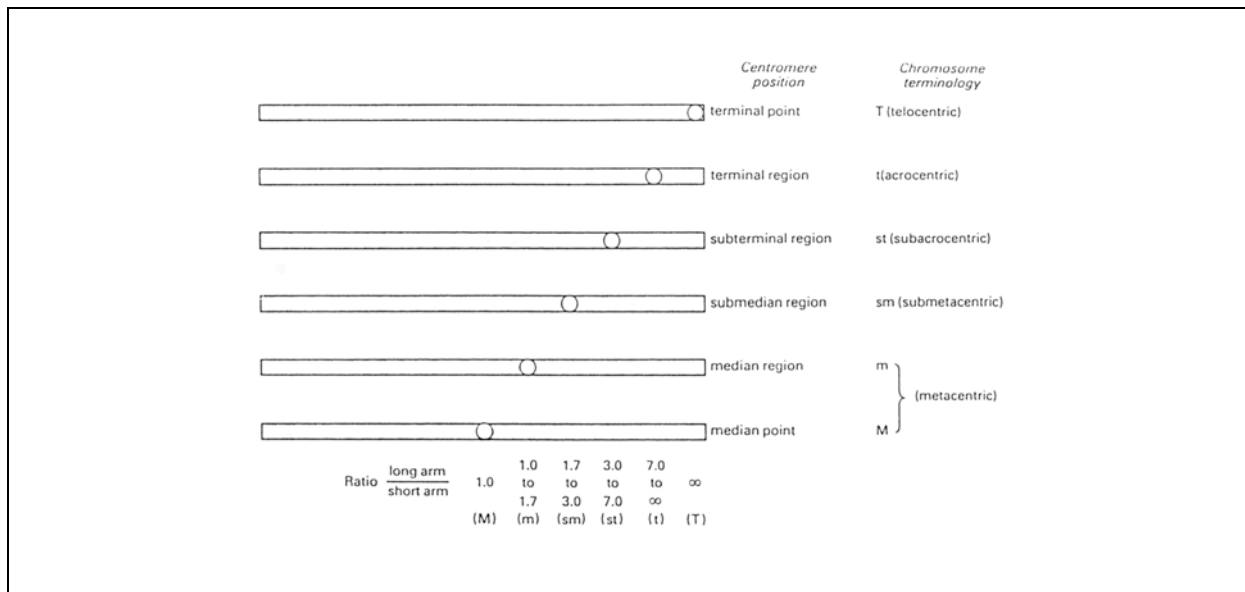 Centromere position
Chromosome terminology
terminal point T (telocentric)
terminal region t(acrocentric)
subterminal region st (subacrocentric)
submedian region sm (submetacentric)
median region m
(metacentric)
median point M
Ratio long arm / short arm
1.0 1.7 3.0 7.0
1.0 to to to to ∞
1.7 3.0 7.0 ∞
(M) (m) (sm) (st) (t) (T)